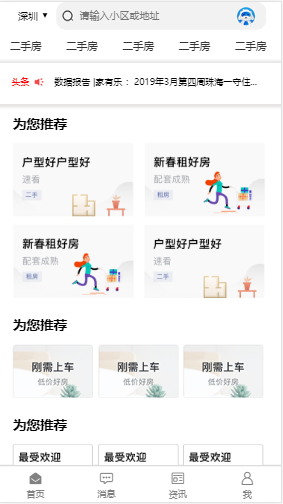 深圳 ▼ 请输入小区或地址
二手房 二手房 二手房 二手房 二手房
头条 数据报告 |家有乐： 2019年3月第四周珠海一守住...
为您推荐
户型好户型好
速看
二手
新春租好房
配套成熟
租房
新春租好房
配套成熟
租房
户型好户型好
速看
二手
为您推荐
刚需上车 刚需上车 刚需上车
低价好房 低价好房 低价好房
为您推荐
最受欢迎 最受欢迎 最受欢迎
首页 消息 资讯 我